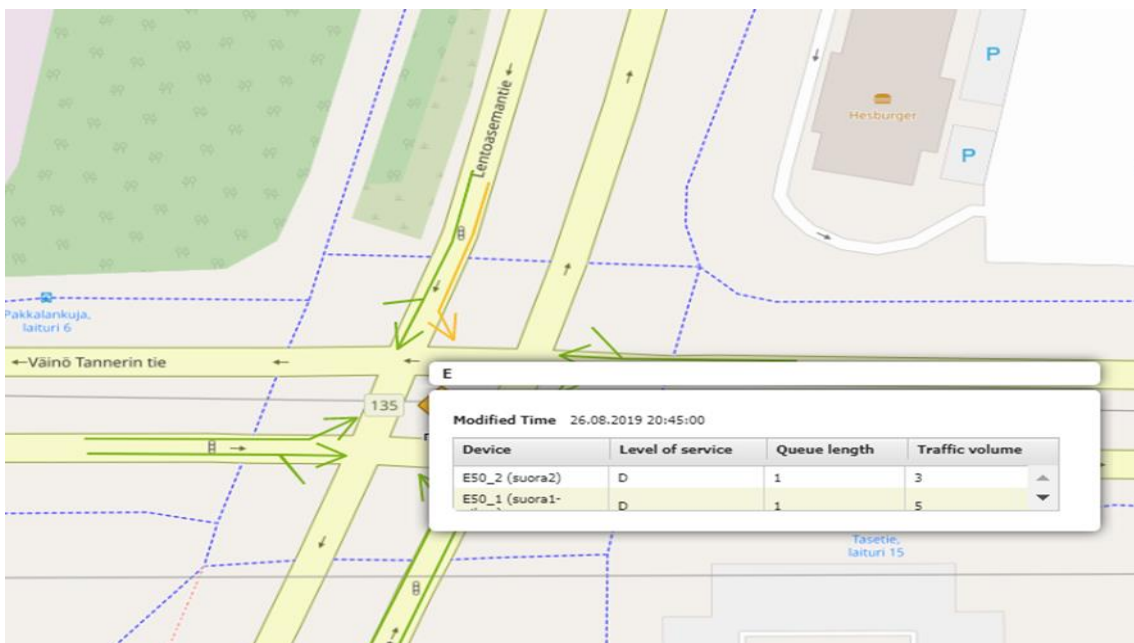 Lentoasemantie
P
Hesburger
P
Pakkalankuja,
laituri 6
Väinö Tannerin tie
E
135
Modified Time 26.08.2019 20:45:00
Device Level of service Queue length Traffic volume
E50_2 (suora2) D 1 3
E50_1 (suora1-
D 1 5
Tasetie,
laituri 15